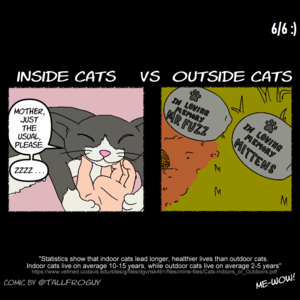 6/6 :)
INSIDE CATS VS OUTSIDE CATS
MOTHER,
JUST
THE
USUAL,
PLEASE.
ZZZZ . . .
IN LOVING
MEMORY
MR FUZZ
IN LOVING
MEMORY
MITTENS
"Statistics show that indoor cats lead longer, healthier lives than outdoor cats.
Indoor cats live on average 10-15 years, while outdoor cats live on average 2-5 years"
COMIC BY @TALLFROGUY
ME-WOW!